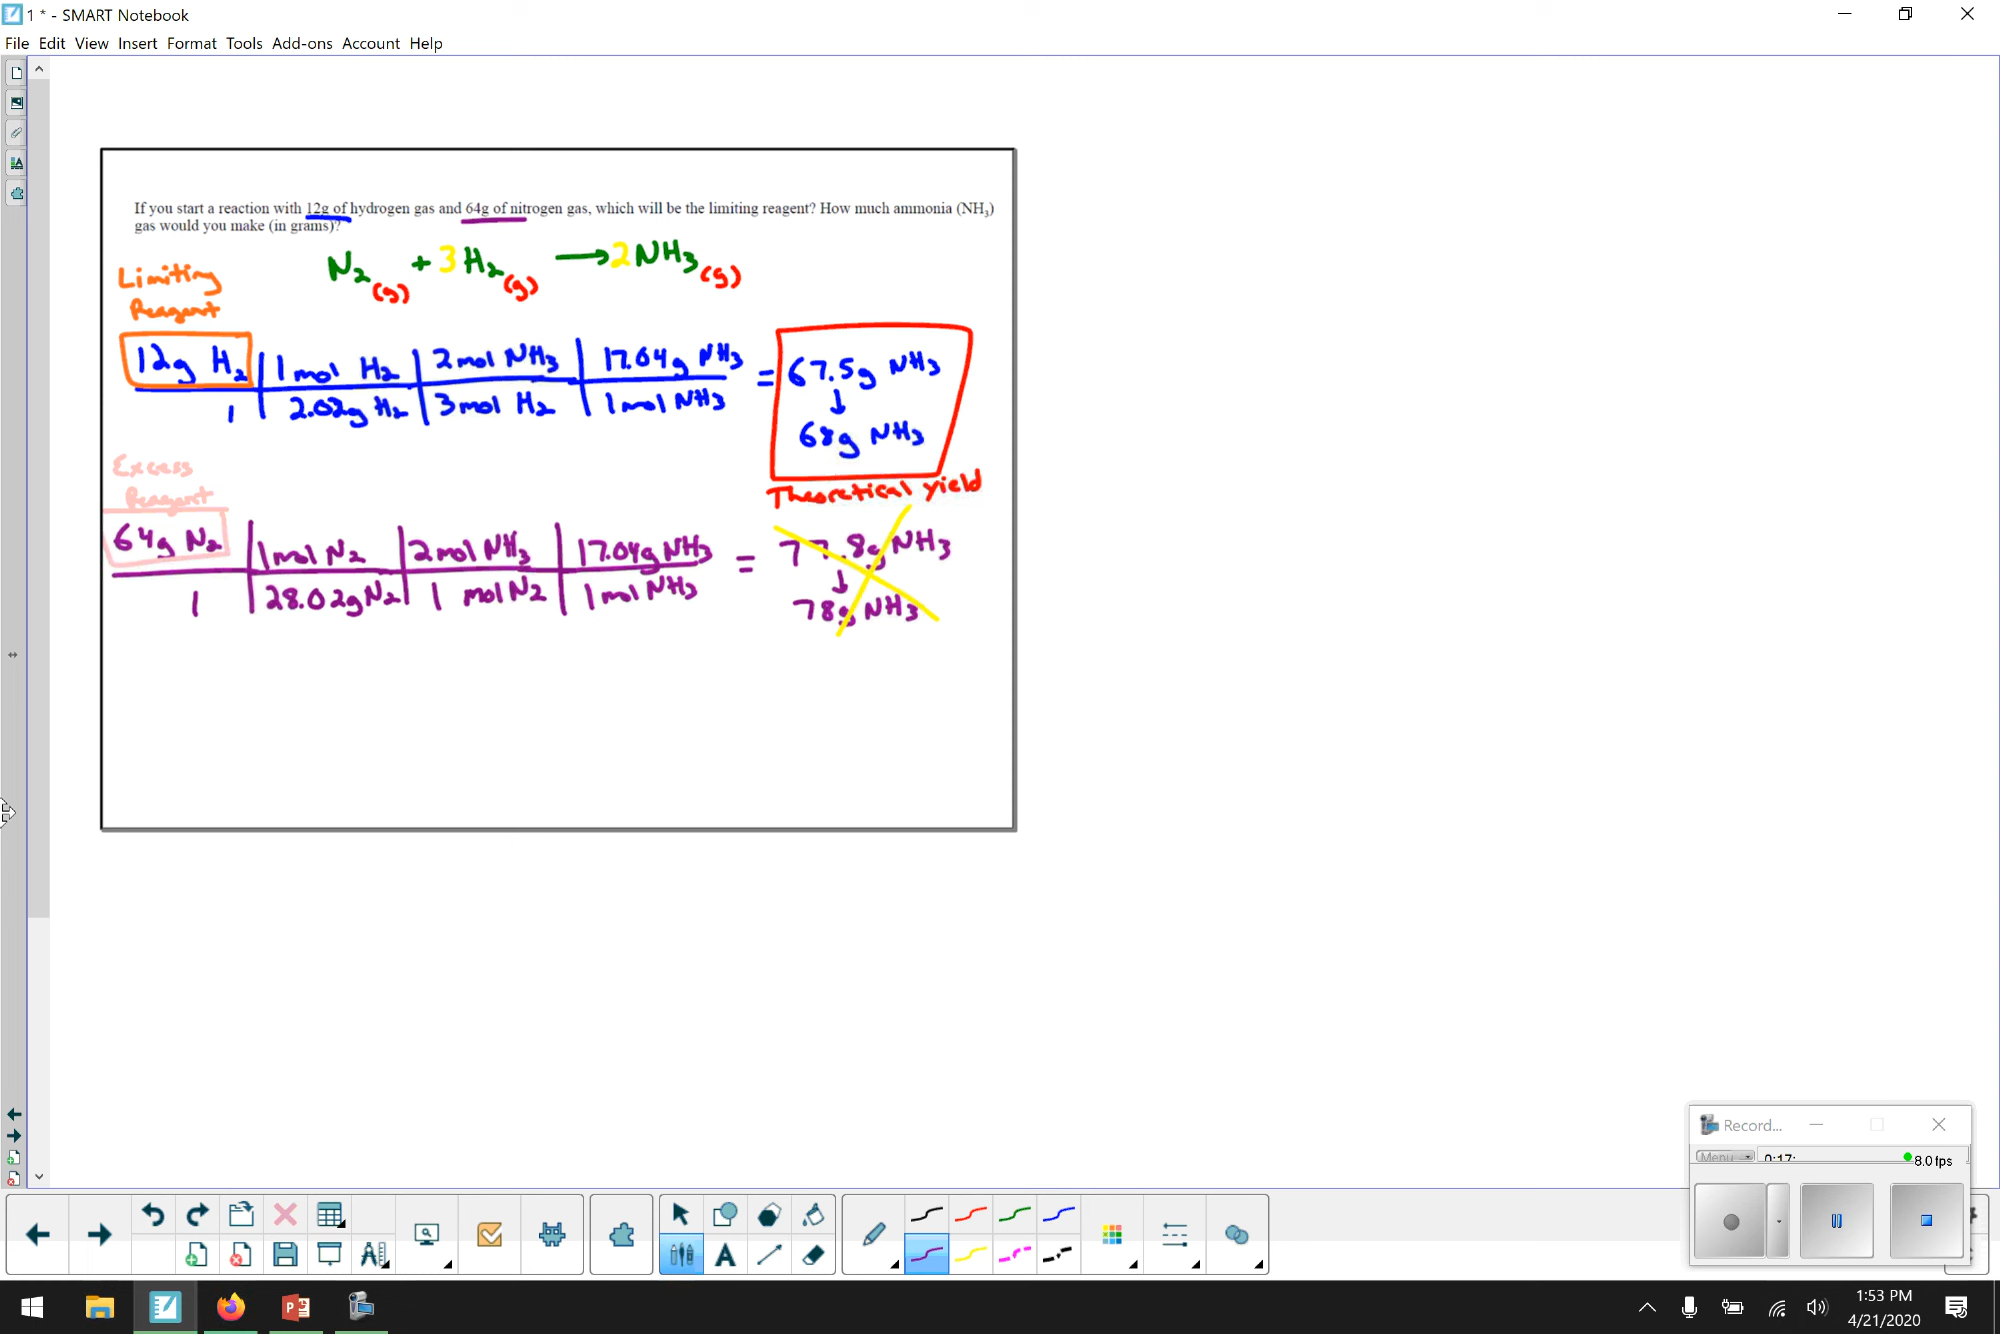 1 * - SMART Notebook
File Edit View Insert Format Tools Add-ons Account Help
If you start a reaction with 12g of hydrogen gas and 64g of nitrogen gas, which will be the limiting reagent? How much ammonia (NH₃)
gas would you make (in grams)?
N₂(g) + 3H₂(g) → 2NH₃(g)
Limiting
Reagent
12g H₂ | 1 mol H₂ | 2 mol NH₃ | 17.04g NH₃ = 67.5g NH₃
1 | 2.02g H₂ | 3 mol H₂ | 1 mol NH₃
↓
68g NH₃
Theoretical yield
Excess
Reagent
64g N₂ | 1 mol N₂ | 2 mol NH₃ | 17.04g NH₃ = 77.8g NH₃
1 | 28.02g N₂ | 1 mol N₂ | 1 mol NH₃
↓
78g NH₃
Record...
Menu 0:17: 8.0 fps
1:53 PM
4/21/2020